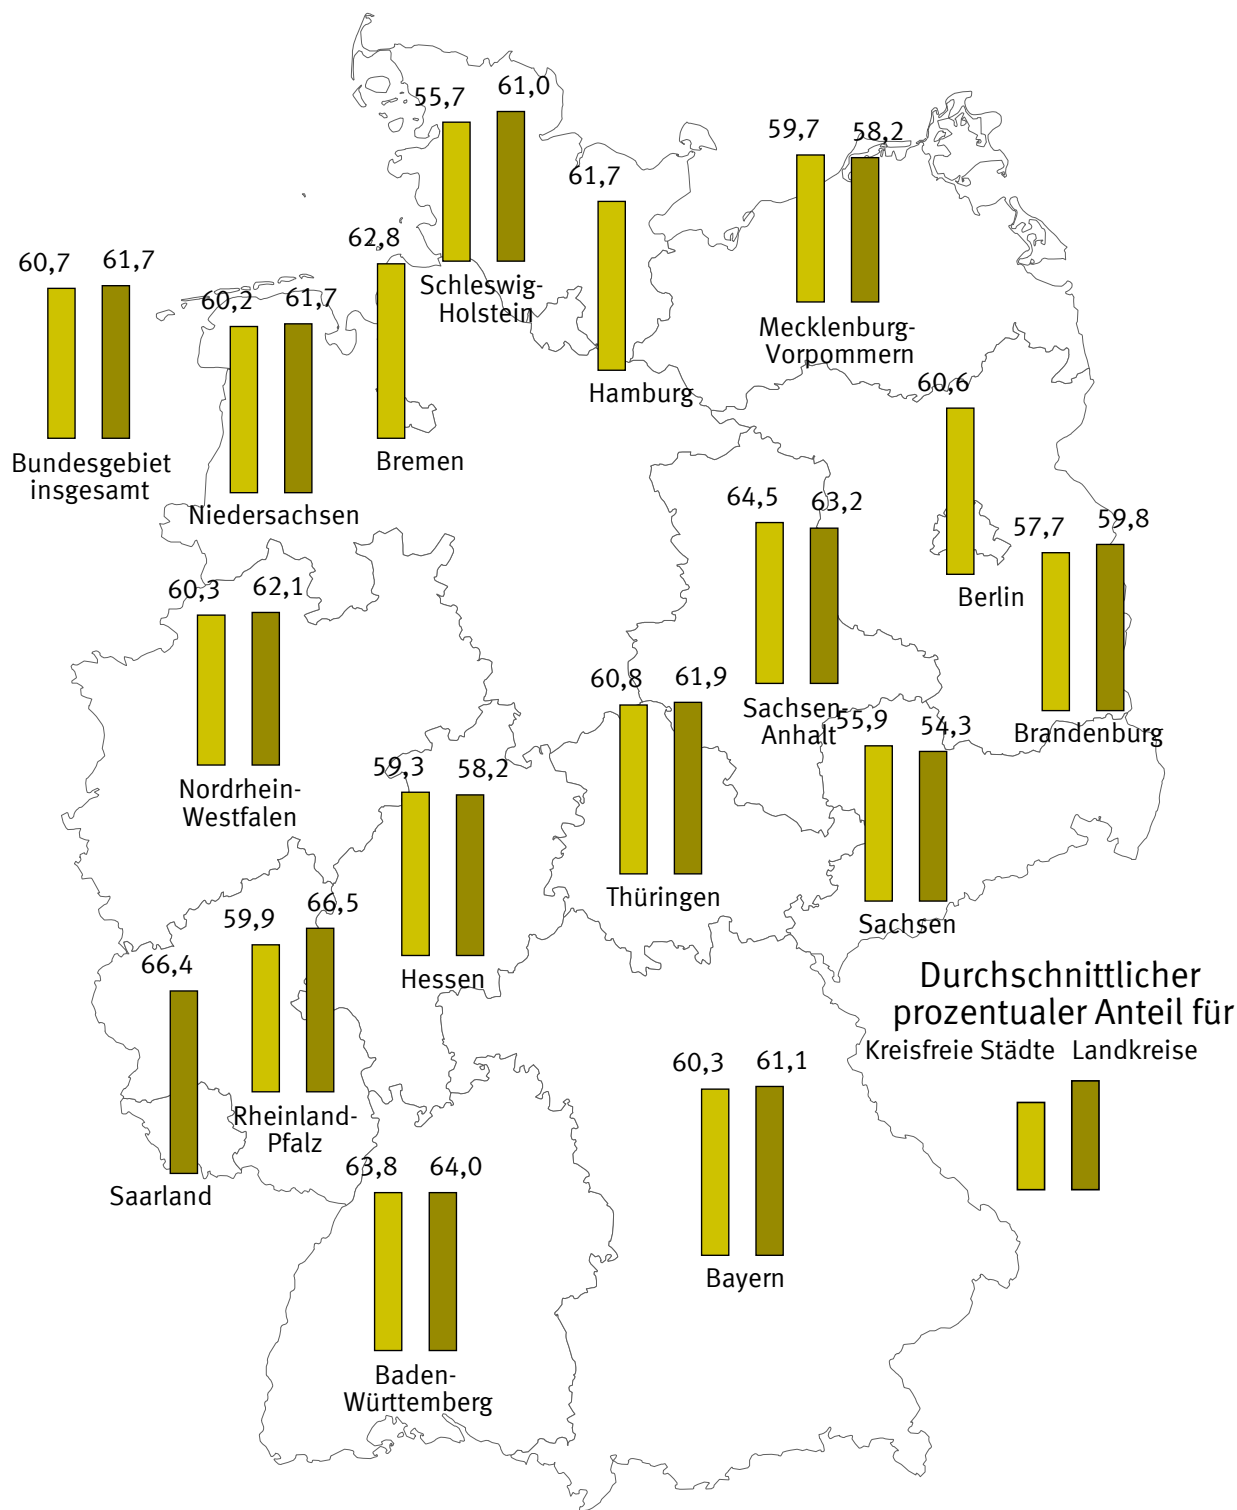 55,7
61,0
Schleswig-
Holstein
61,7
Hamburg
59,7
58,2
Mecklenburg-
Vorpommern
62,8
Bremen
60,7
61,7
Bundesgebiet
insgesamt
60,2
61,7
Niedersachsen
60,6
Berlin
64,5
63,2
Sachsen-
Anhalt
57,7
59,8
Brandenburg
60,3
62,1
Nordrhein-
Westfalen
60,8
61,9
Thüringen
55,9
54,3
Sachsen
59,3
58,2
Hessen
59,9
66,5
Rheinland-
Pfalz
66,4
Saarland
Durchschnittlicher
prozentualer Anteil für
Kreisfreie Städte
Landkreise
60,3
61,1
Bayern
63,8
64,0
Baden-
Württemberg